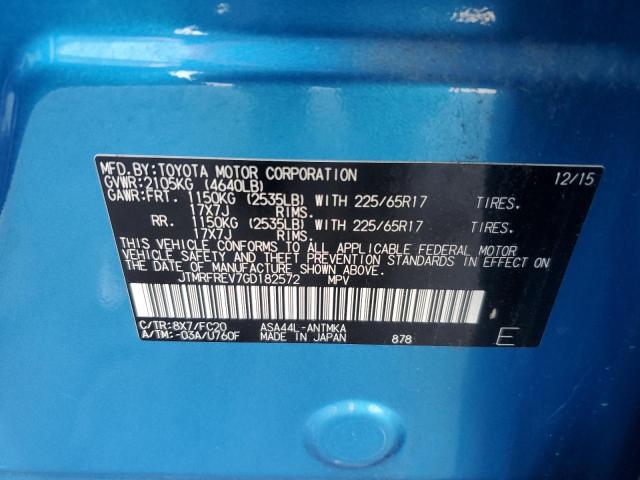 MFD. BY: TOYOTA MOTOR CORPORATION 12/15
GVWR: 2105KG (4640LB)
GAWR: FRT. 1150KG (2535LB) WITH 225/65R17 TIRES.
17X7J RIMS.
RR. 1150KG (2535LB) WITH 225/65R17 TIRES.
17X7J RIMS.
THIS VEHICLE CONFORMS TO ALL APPLICABLE FEDERAL MOTOR
VEHICLE SAFETY AND THEFT PREVENTION STANDARDS IN EFFECT
ON THE DATE OF MANUFACTURE SHOWN ABOVE.
JTMRFREV7GD182572 MPV
C/TR: 8X7/FC20 ASA44L-ANTMKA
A/TM: -03A/U760F MADE IN JAPAN 878 E